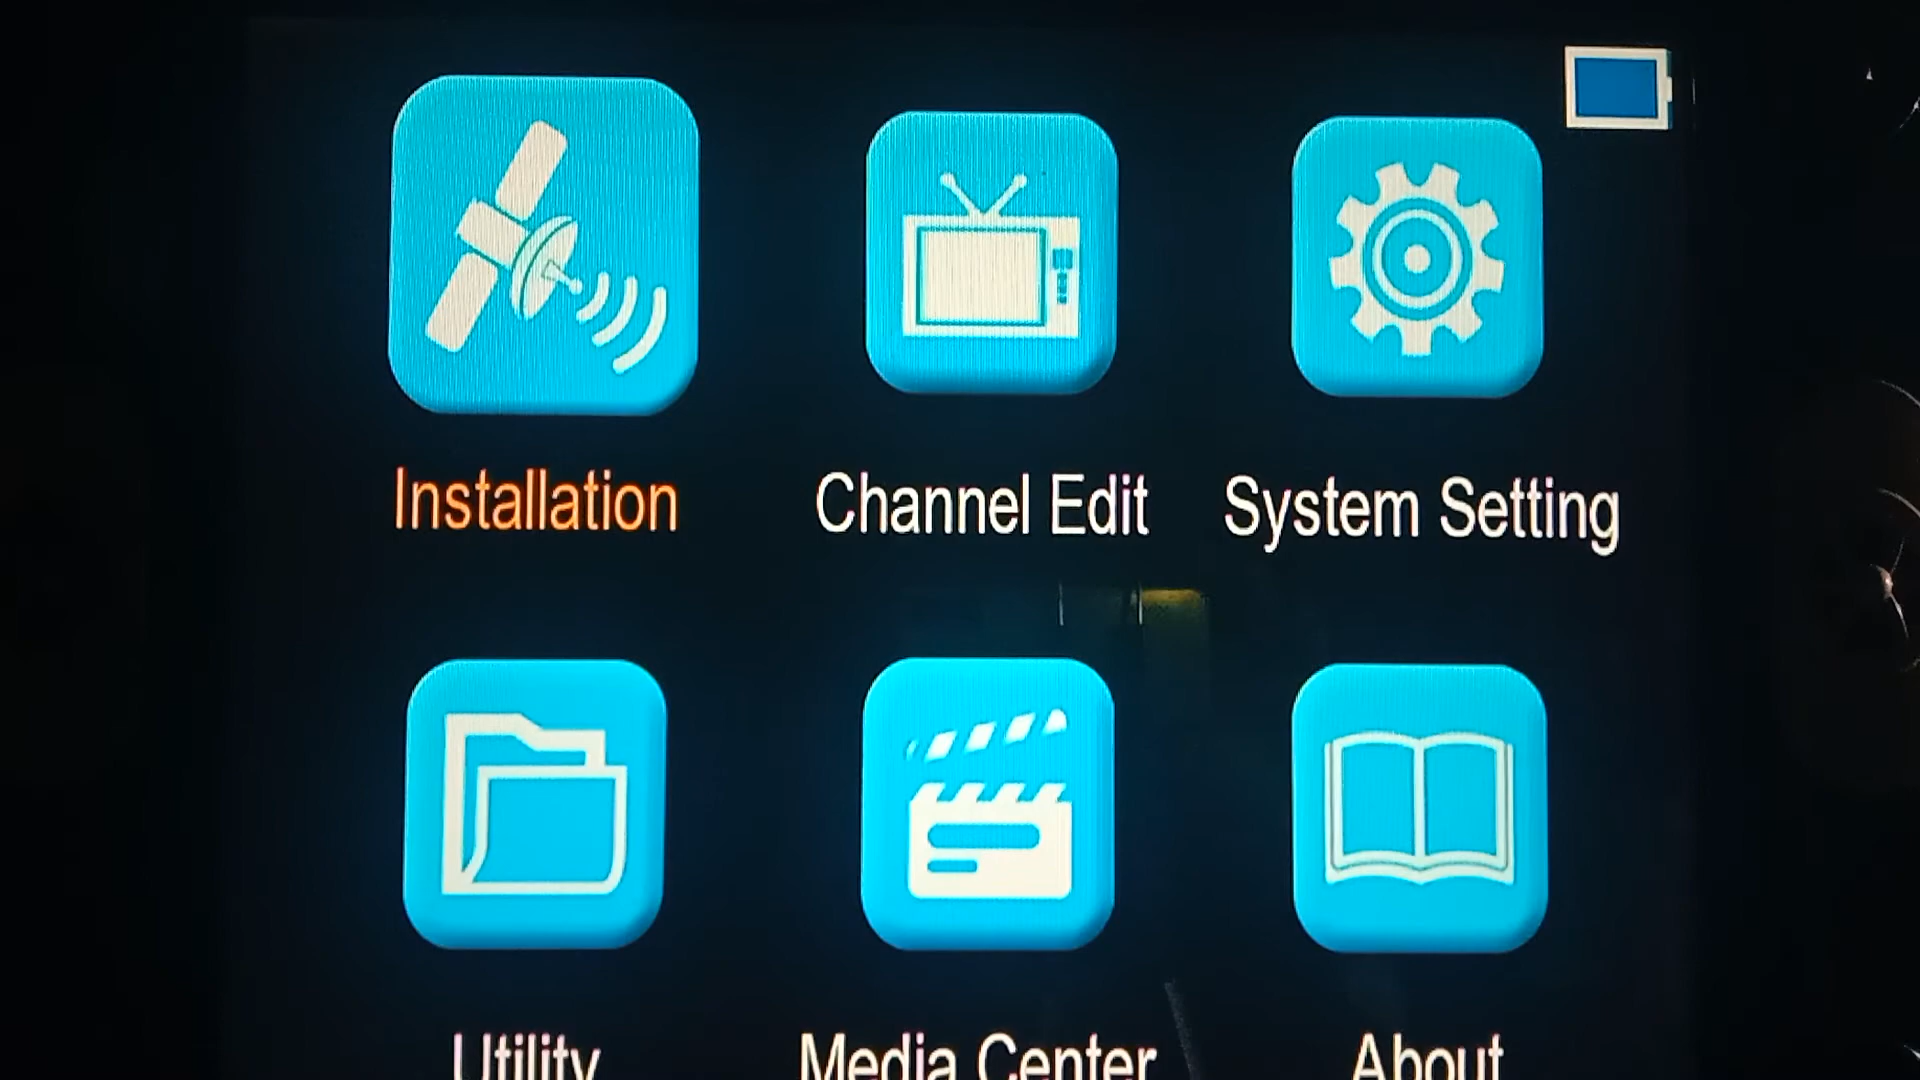 Installation
Channel Edit
System Setting
Utility
Media Center
About